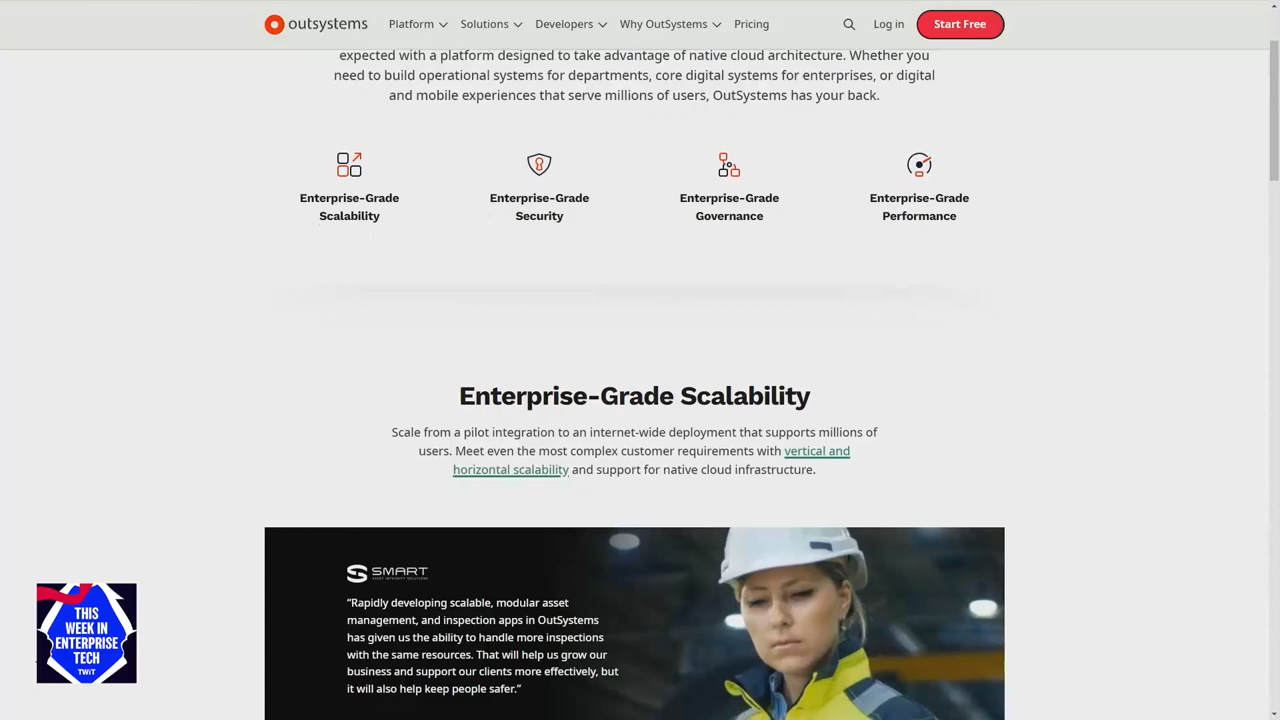 outsystems
Platform
Solutions
Developers
Why OutSystems
Pricing
Log in
Start Free
expected with a platform designed to take advantage of native cloud architecture. Whether you
need to build operational systems for departments, core digital systems for enterprises, or digital
and mobile experiences that serve millions of users, OutSystems has your back.
Enterprise-Grade
Scalability
Enterprise-Grade
Security
Enterprise-Grade
Governance
Enterprise-Grade
Performance
Enterprise-Grade Scalability
Scale from a pilot integration to an internet-wide deployment that supports millions of
users. Meet even the most complex customer requirements with vertical and
horizontal scalability and support for native cloud infrastructure.
SMART
ASSET INTEGRITY SOLUTIONS
“Rapidly developing scalable, modular asset
management, and inspection apps in OutSystems
has given us the ability to handle more inspections
with the same resources. That will help us grow our
business and support our clients more effectively, but
it will also help keep people safer.”
THIS
WEEK IN
ENTERPRISE
TECH
TWiT